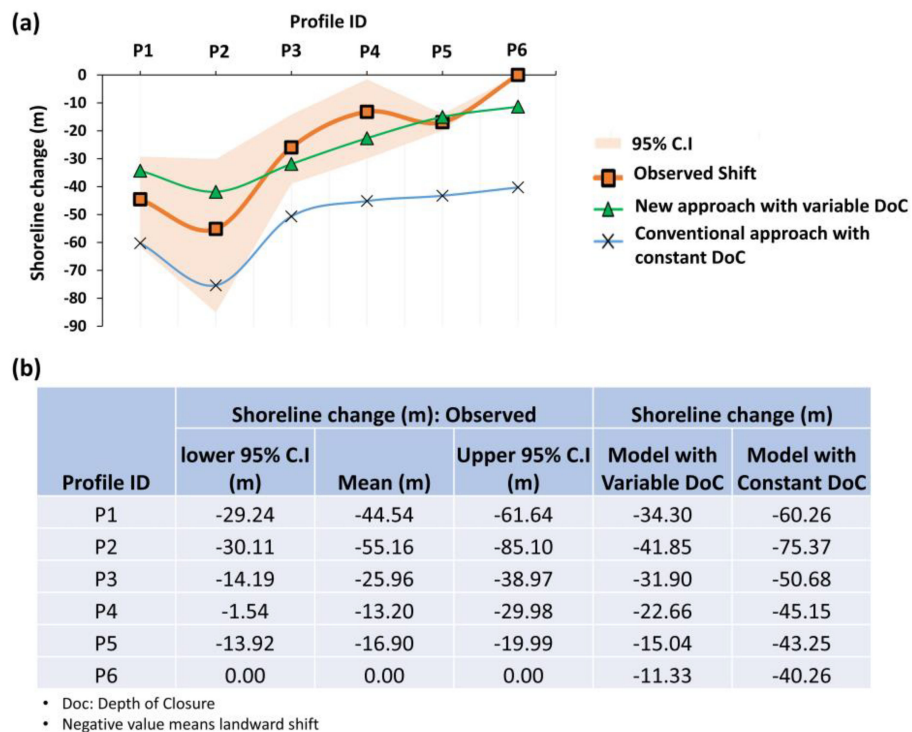 (a)
Profile ID
P1 P2 P3 P4 P5 P6
0
-10
-20
-30
-40
-50
-60
-70
-80
-90
Shoreline change (m)
95% C.I
Observed Shift
New approach with variable DoC
Conventional approach with
constant DoC
(b)
Shoreline change (m): Observed Shoreline change (m)
Profile ID lower 95% C.I (m) Mean (m) Upper 95% C.I (m) Model with Variable DoC Model with Constant DoC
P1 -29.24 -44.54 -61.64 -34.30 -60.26
P2 -30.11 -55.16 -85.10 -41.85 -75.37
P3 -14.19 -25.96 -38.97 -31.90 -50.68
P4 -1.54 -13.20 -29.98 -22.66 -45.15
P5 -13.92 -16.90 -19.99 -15.04 -43.25
P6 0.00 0.00 0.00 -11.33 -40.26
• Doc: Depth of Closure
• Negative value means landward shift